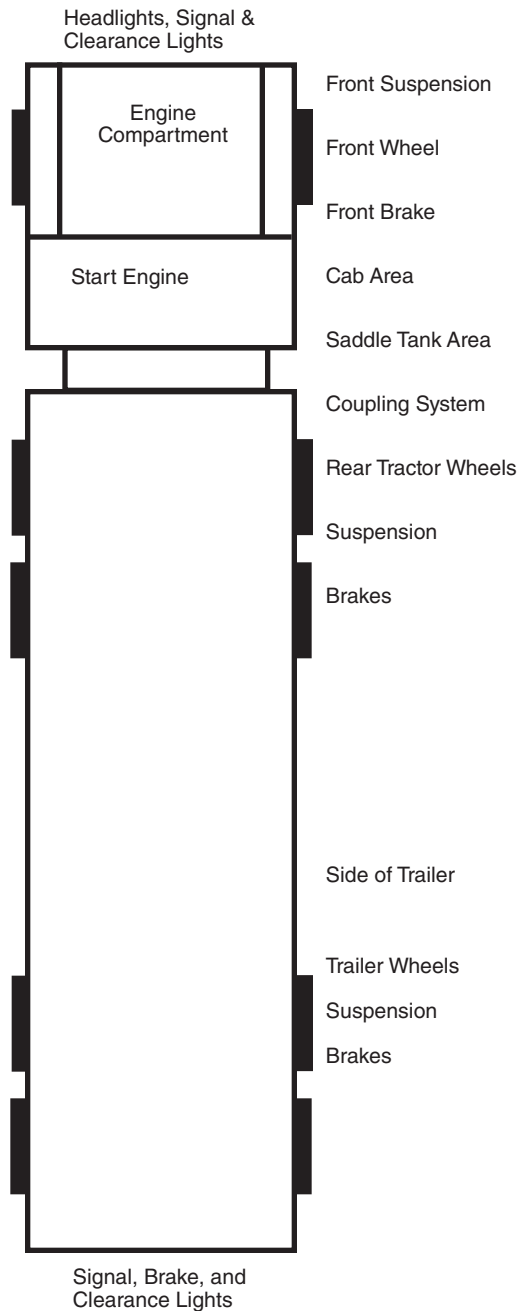 Headlights, Signal &
Clearance Lights
Front Suspension
Engine
Compartment
Front Wheel
Front Brake
Start Engine
Cab Area
Saddle Tank Area
Coupling System
Rear Tractor Wheels
Suspension
Brakes
Side of Trailer
Trailer Wheels
Suspension
Brakes
Signal, Brake, and
Clearance Lights